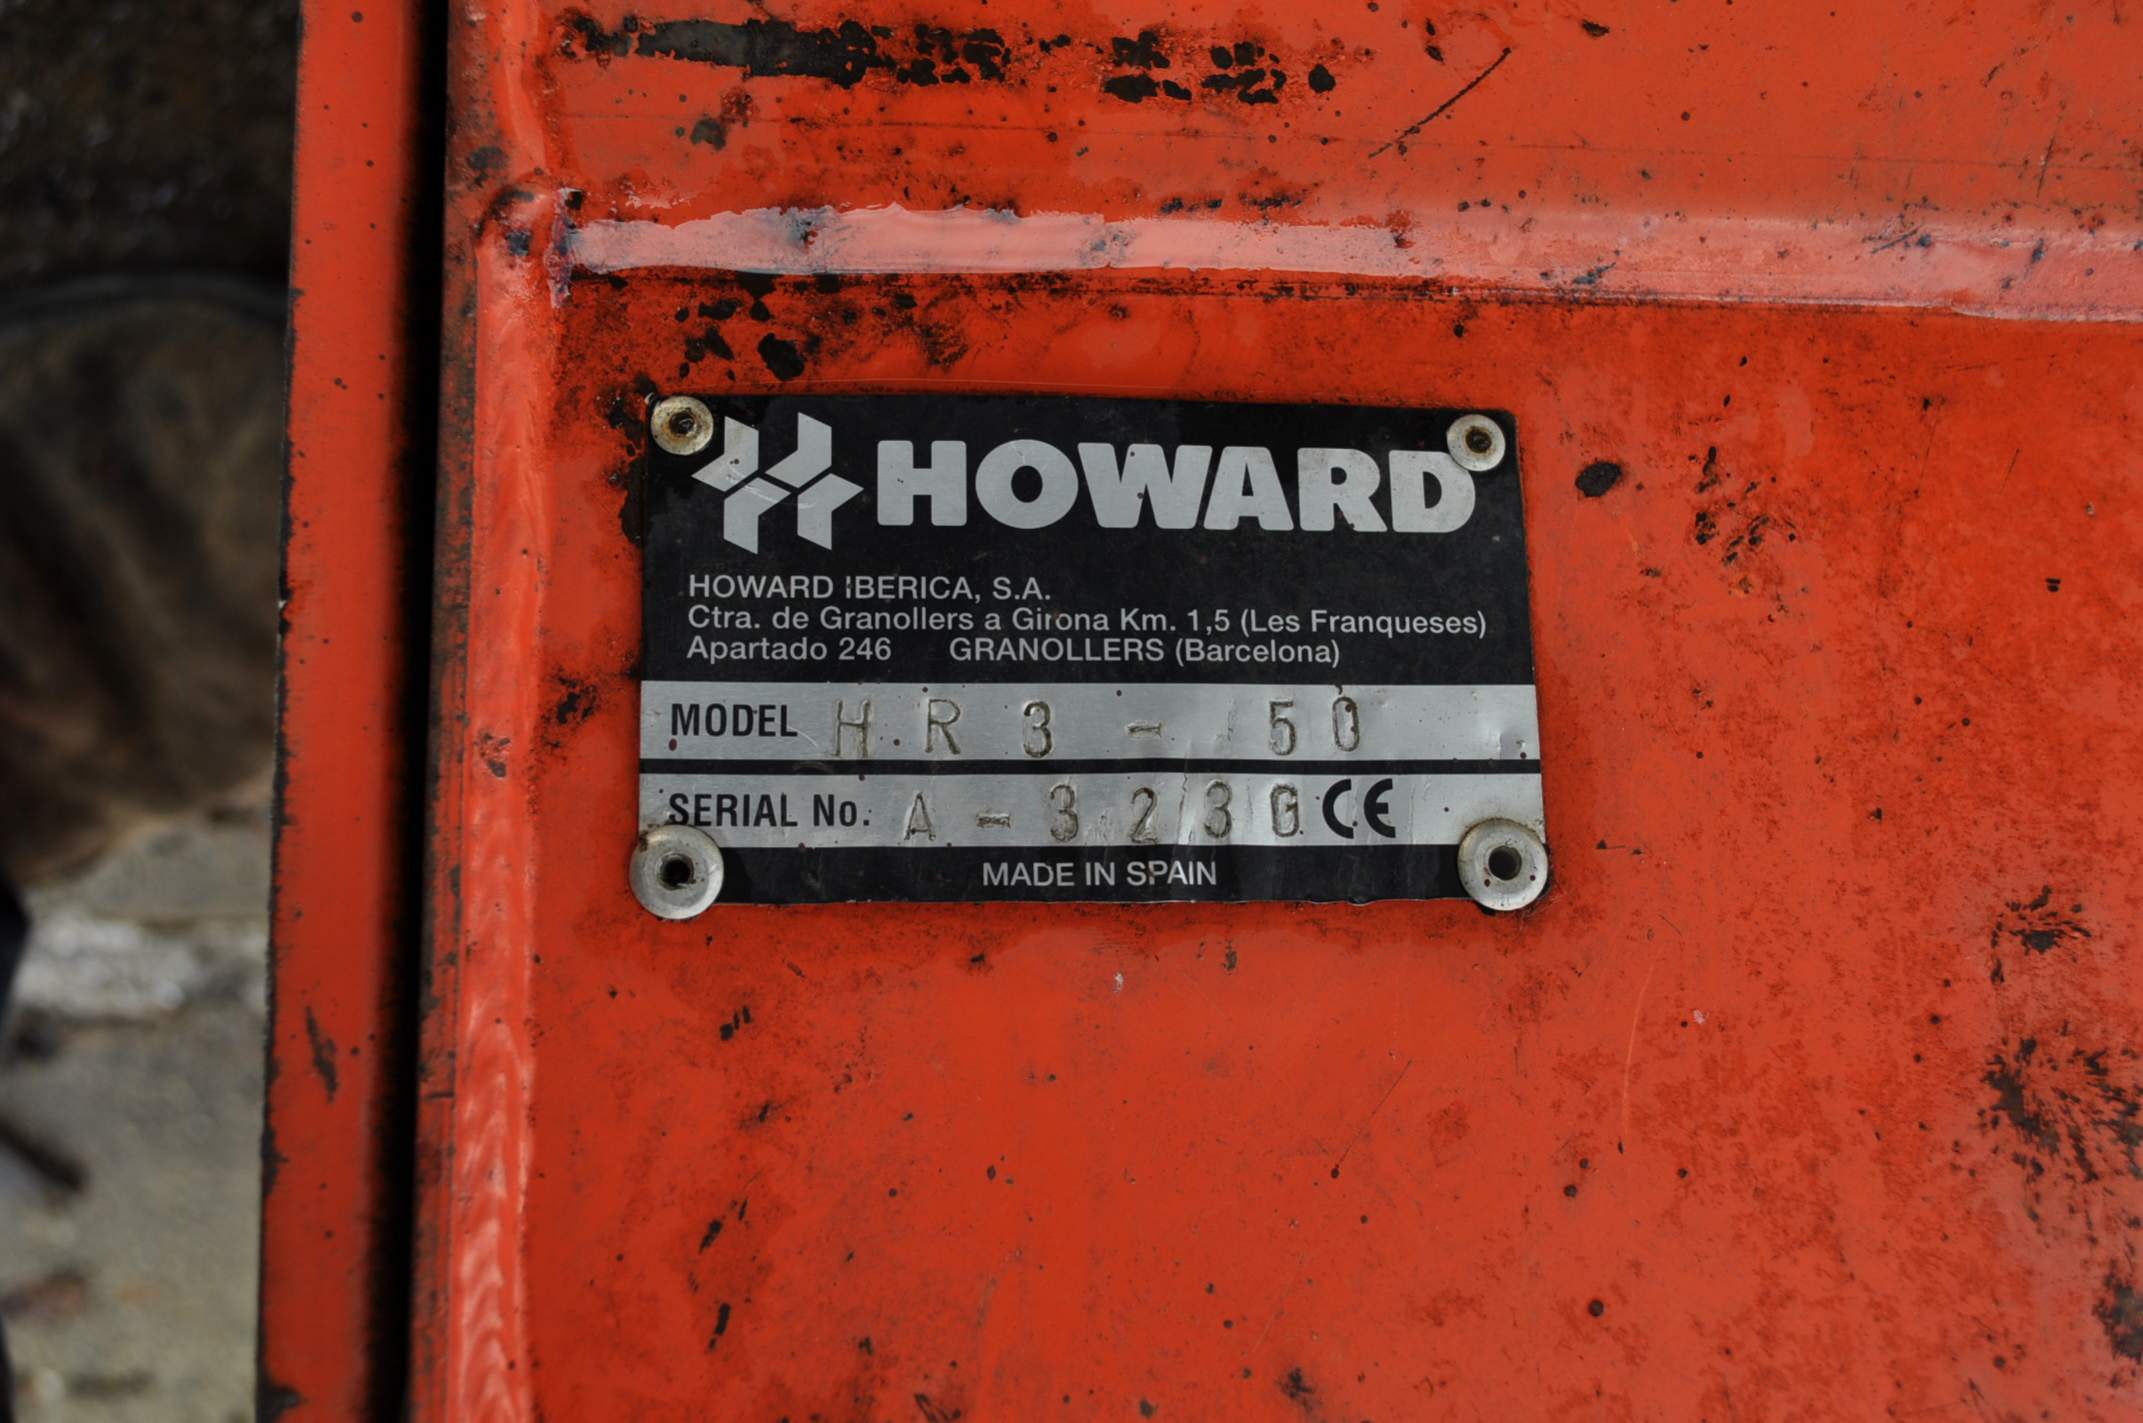 HOWARD
HOWARD IBERICA, S.A.
Ctra. de Granollers a Girona Km. 1,5 (Les Franqueses)
Apartado 246 GRANOLLERS (Barcelona)
MODEL HR3-50
SERIAL No. CE
MADE IN SPAIN